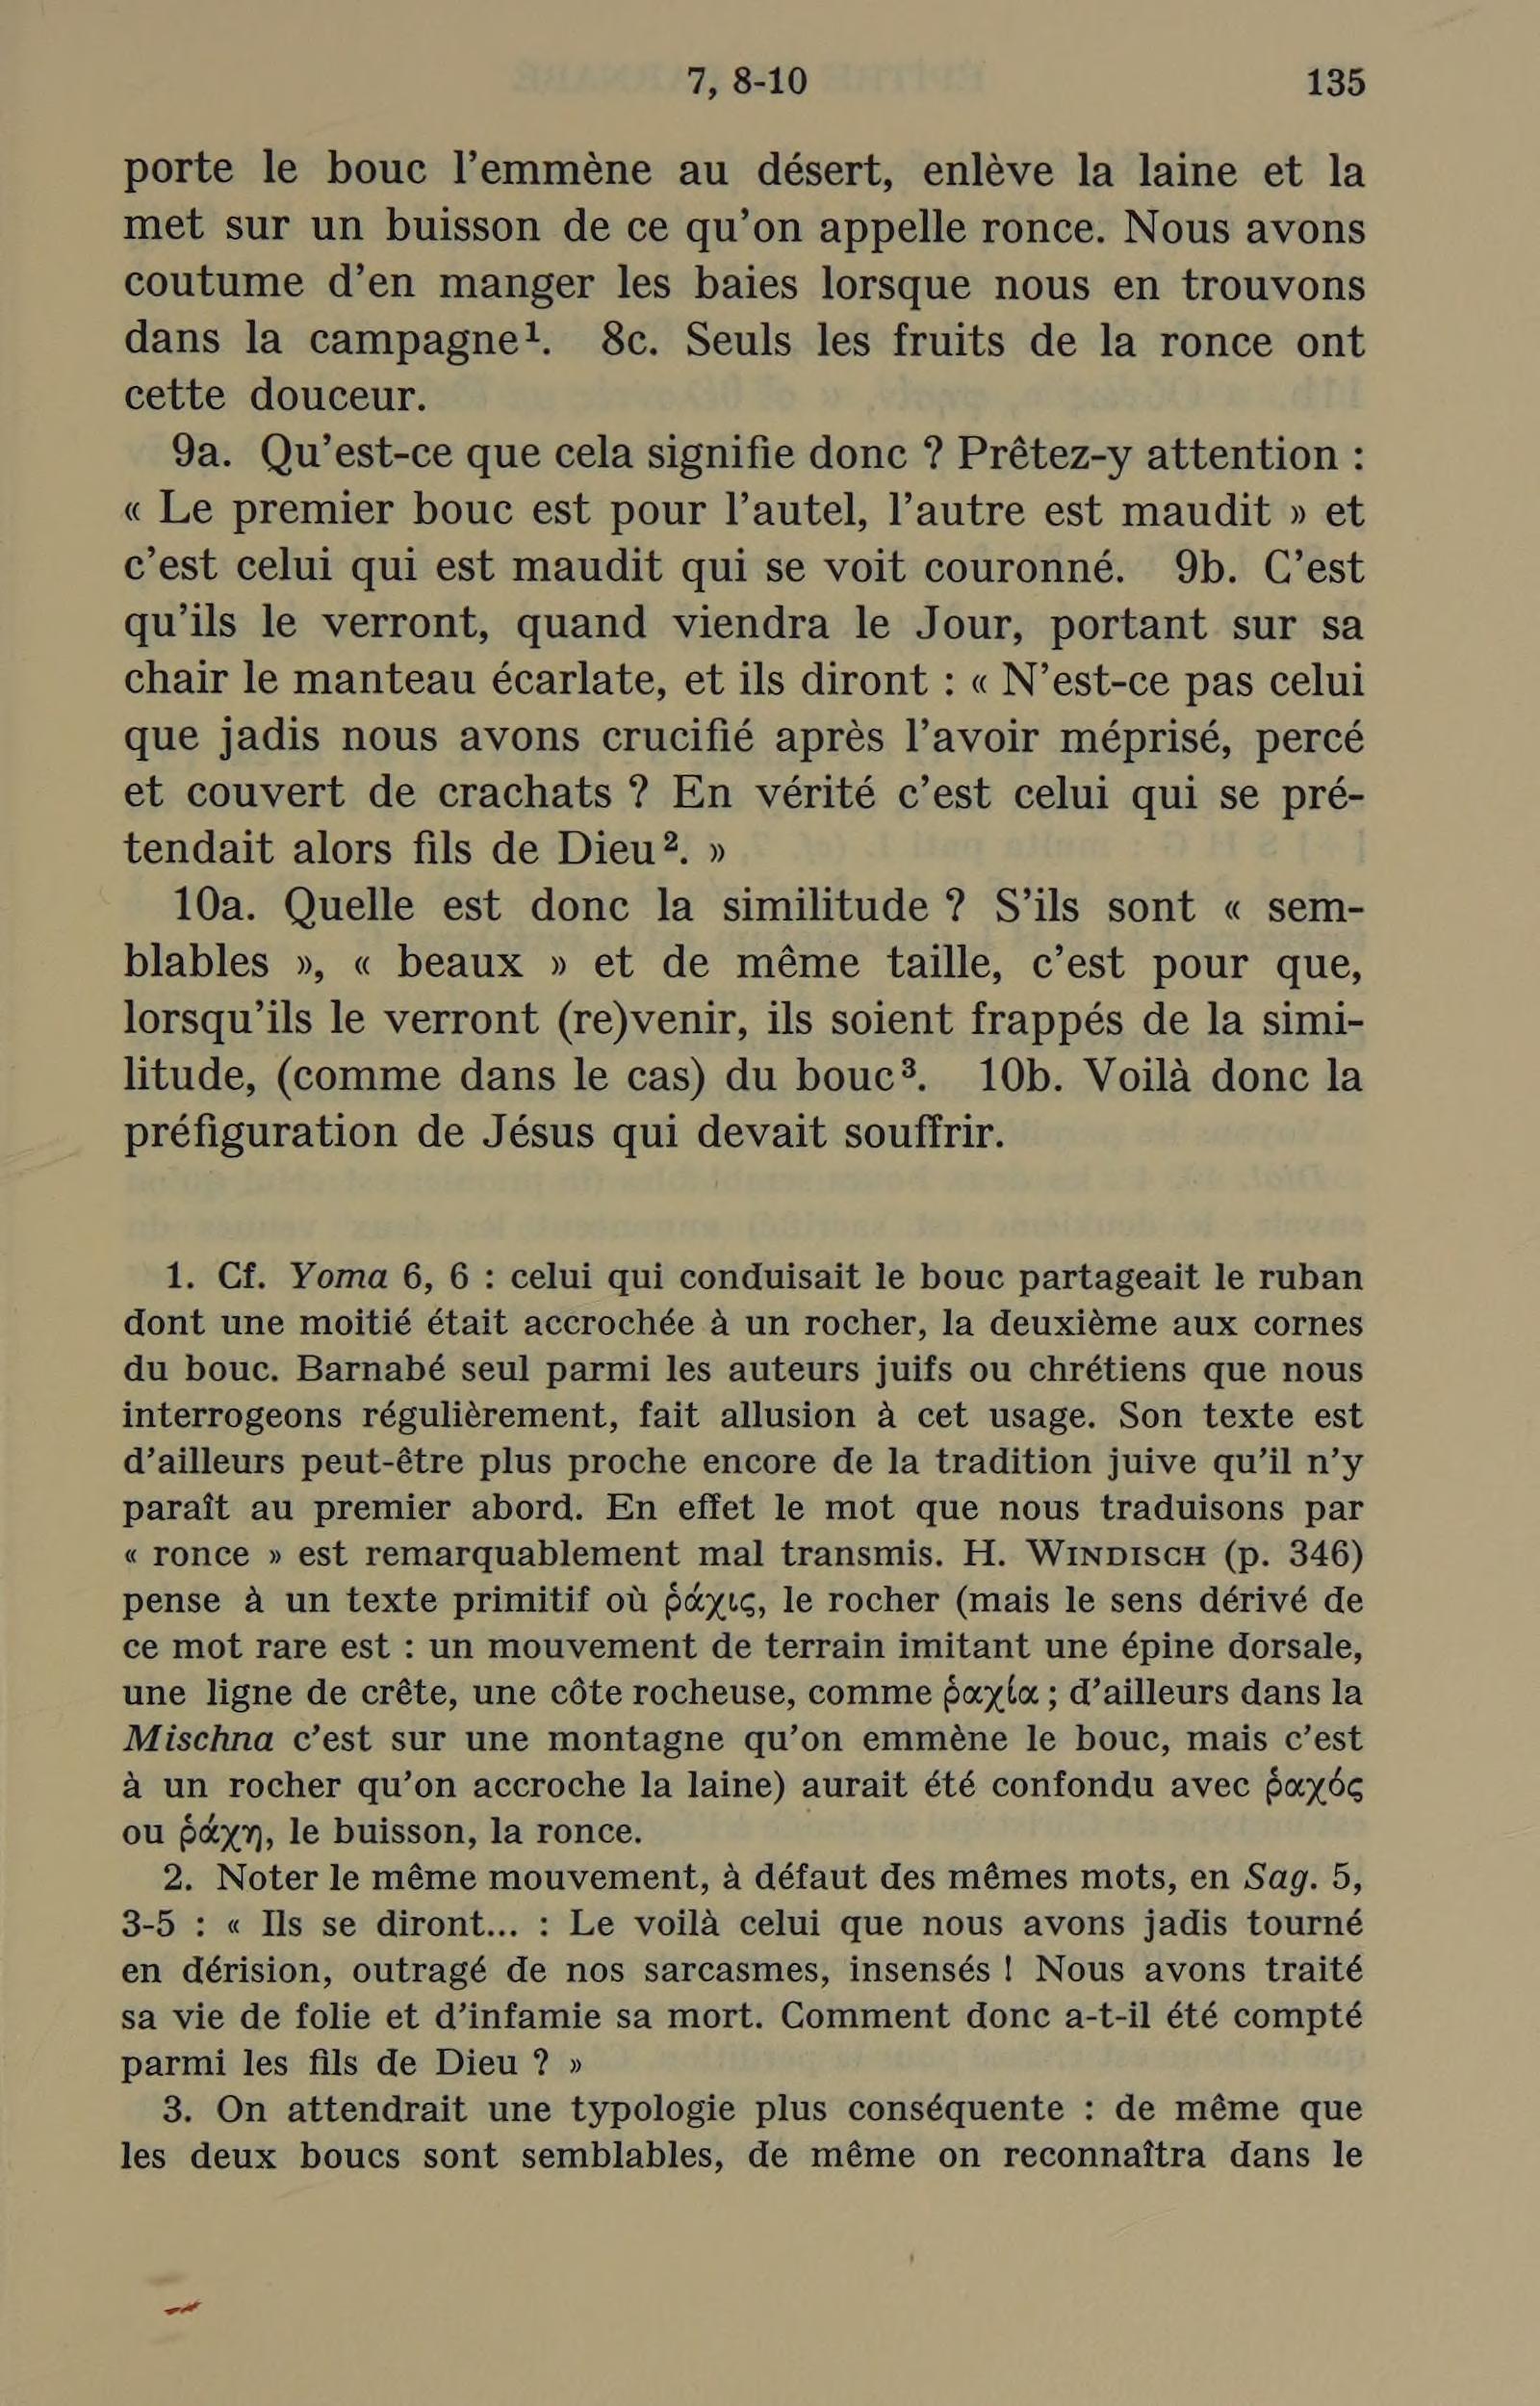 7, 8-10 135
porte le bouc l’emmène au désert, enlève la laine et la
met sur un buisson de ce qu’on appelle ronce. Nous avons
coutume d’en manger les baies lorsque nous en trouvons
dans la campagne¹. 8c. Seuls les fruits de la ronce ont
cette douceur.
9a. Qu’est-ce que cela signifie donc ? Prêtez-y attention :
« Le premier bouc est pour l’autel, l’autre est maudit » et
c’est celui qui est maudit qui se voit couronné. 9b. C’est
qu’ils le verront, quand viendra le Jour, portant sur sa
chair le manteau écarlate, et ils diront : « N’est-ce pas celui
que jadis nous avons crucifié après l’avoir méprisé, percé
et couvert de crachats ? En vérité c’est celui qui se pré-
tendait alors fils de Dieu². »
10a. Quelle est donc la similitude ? S’ils sont « sem-
blables », « beaux » et de même taille, c’est pour que,
lorsqu’ils le verront (re)venir, ils soient frappés de la simi-
litude, (comme dans le cas) du bouc³. 10b. Voilà donc la
préfiguration de Jésus qui devait souffrir.
1. Cf. Yoma 6, 6 : celui qui conduisait le bouc partageait le ruban
dont une moitié était accrochée à un rocher, la deuxième aux cornes
du bouc. Barnabé seul parmi les auteurs juifs ou chrétiens que nous
interrogeons régulièrement, fait allusion à cet usage. Son texte est
d’ailleurs peut-être plus proche encore de la tradition juive qu’il n’y
paraît au premier abord. En effet le mot que nous traduisons par
« ronce » est remarquablement mal transmis. H. WINDISCH (p. 346)
pense à un texte primitif où ῥάχις, le rocher (mais le sens dérivé de
ce mot rare est : un mouvement de terrain imitant une épine dorsale,
une ligne de crête, une côte rocheuse, comme ῥαχία ; d’ailleurs dans la
Mischna c’est sur une montagne qu’on emmène le bouc, mais c’est
à un rocher qu’on accroche la laine) aurait été confondu avec ῥαχός
ou ῥάχη, le buisson, la ronce.
2. Noter le même mouvement, à défaut des mêmes mots, en Sag. 5,
3-5 : « Ils se diront... : Le voilà celui que nous avons jadis tourné
en dérision, outragé de nos sarcasmes, insensés ! Nous avons traité
sa vie de folie et d’infamie sa mort. Comment donc a-t-il été compté
parmi les fils de Dieu ? »
3. On attendrait une typologie plus conséquente : de même que
les deux boucs sont semblables, de même on reconnaîtra dans le